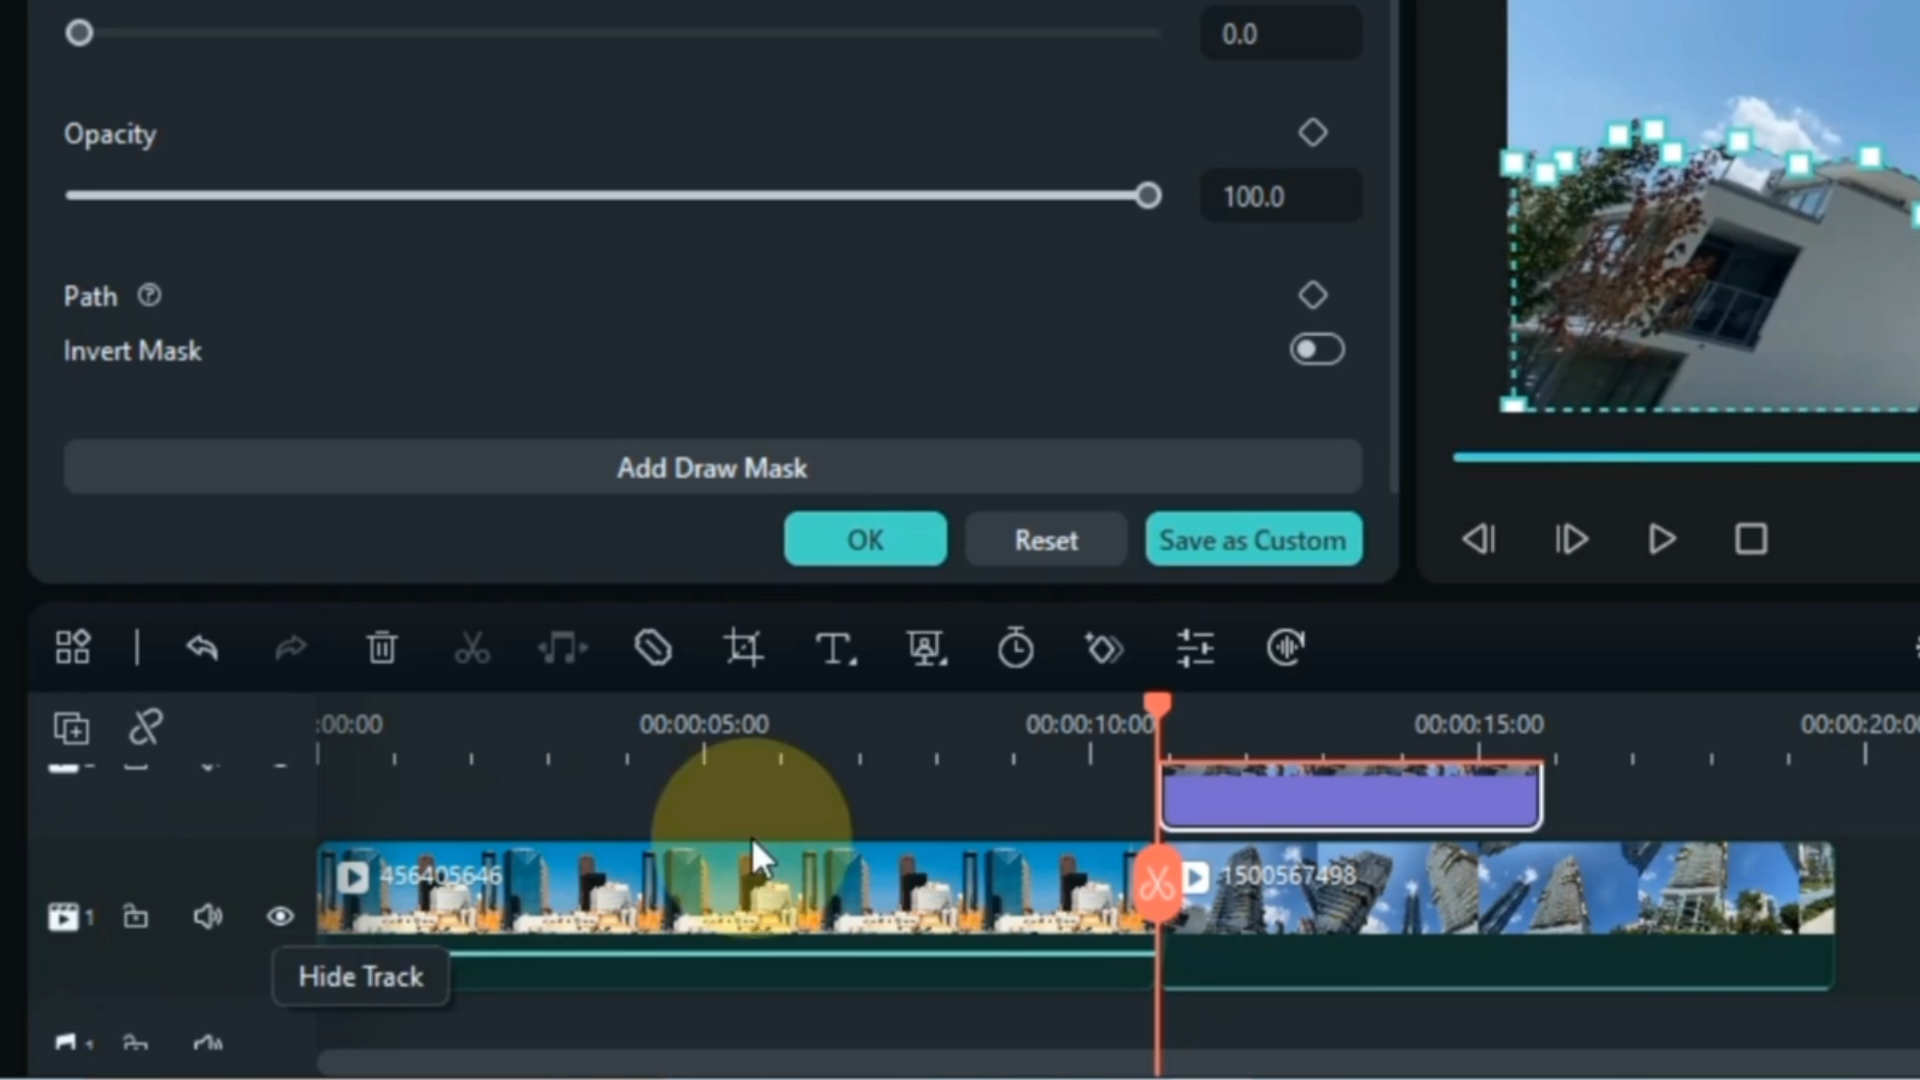 0.0
Opacity
100.0
Path
Invert Mask
Add Draw Mask
OK Reset Save as Custom
:00:00 00:00:05:00 00:00:10:00 00:00:15:00 00:00:20:00
456405646 1500567498
1
Hide Track
1